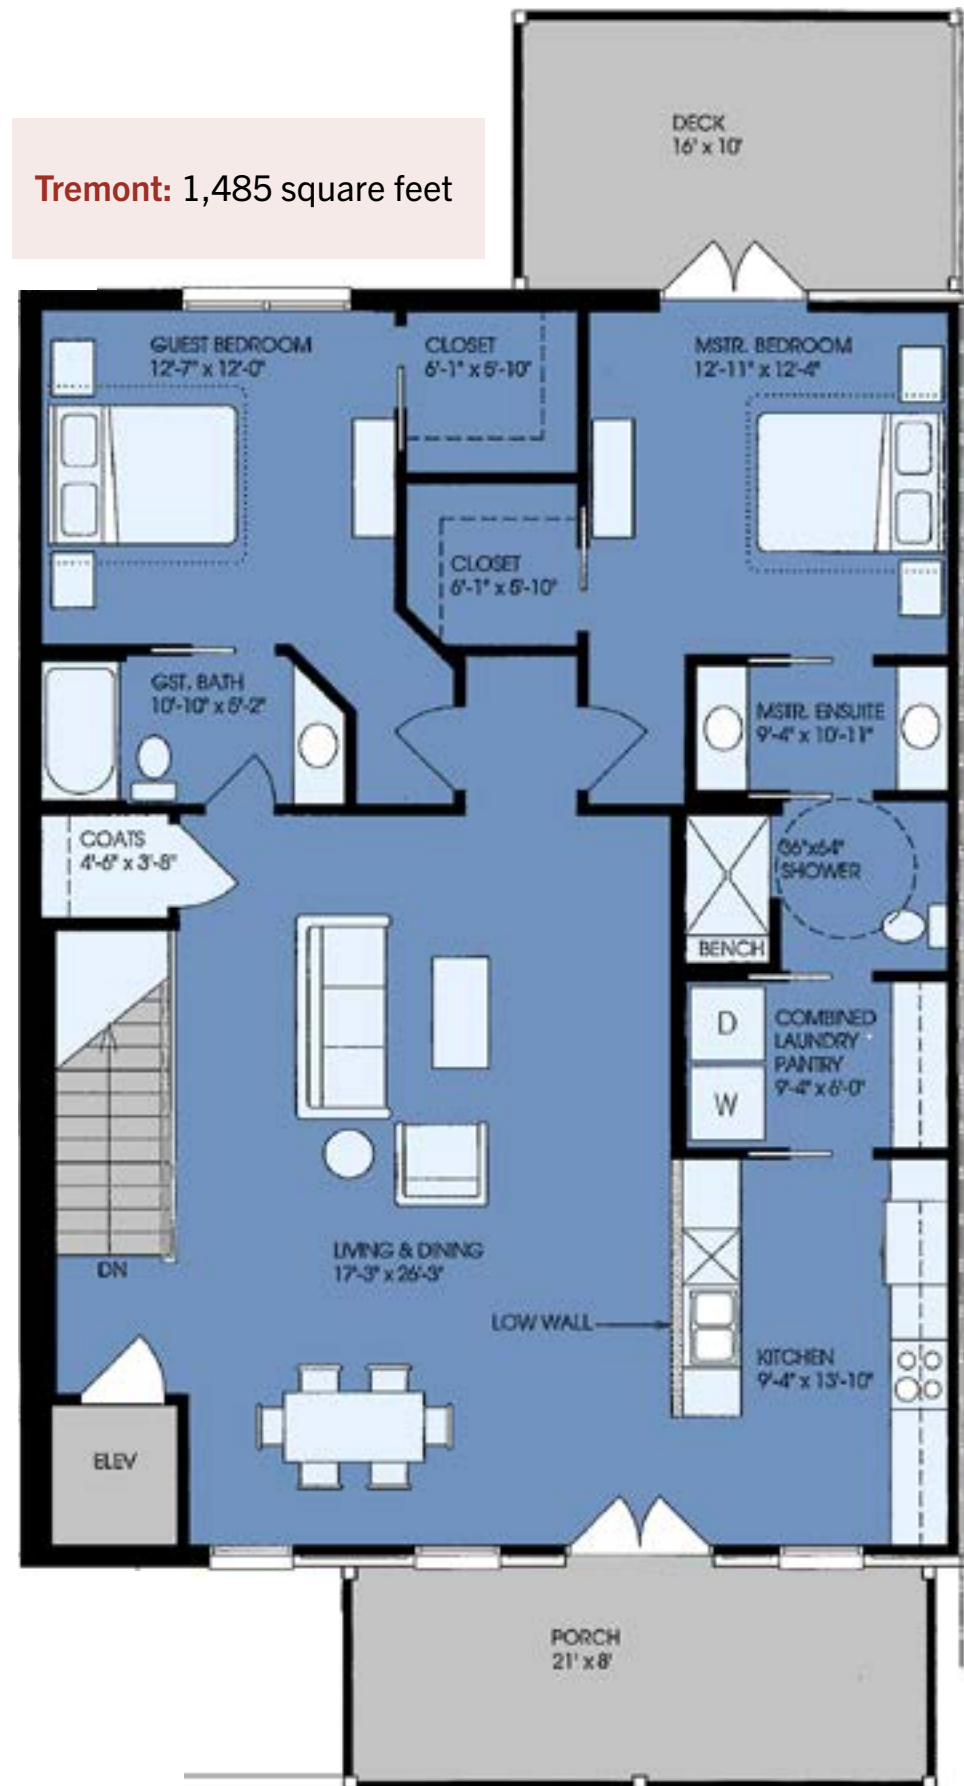 DECK
16' x 10'
Tremont: 1,485 square feet
GUEST BEDROOM
12'-7" x 12'-0"
CLOSET
6'-1" x 5'-10"
MSTR. BEDROOM
12'-11" x 12'-4"
CLOSET
6'-1" x 5'-10"
GST. BATH
10'-10" x 5'-2"
MSTR. ENSUITE
9'-4" x 10'-11"
COATS
4'-6" x 3'-8"
36"x64"
SHOWER
BENCH
D
W
COMBINED
LAUNDRY
PANTRY
9'-4" x 6'-0"
DN
LIVING & DINING
17'-3" x 26'-3"
LOW WALL
KITCHEN
9'-4" x 13'-10"
ELEV
PORCH
21' x 8'